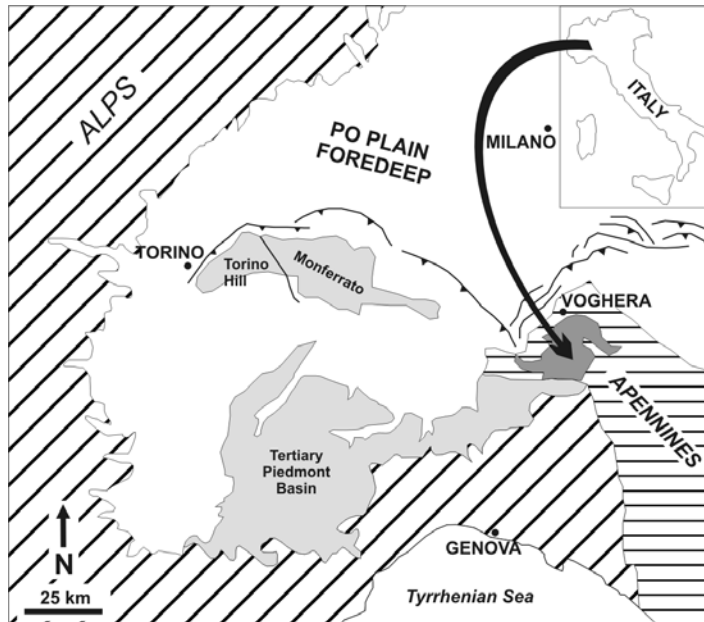 ALPS
PO PLAIN
FOREDEEP
MILANO
ITALY
TORINO
Torino
Hill
Monferrato
VOGHERA
APENNINES
Tertiary
Piedmont
Basin
N
25 km
GENOVA
Tyrrhenian Sea